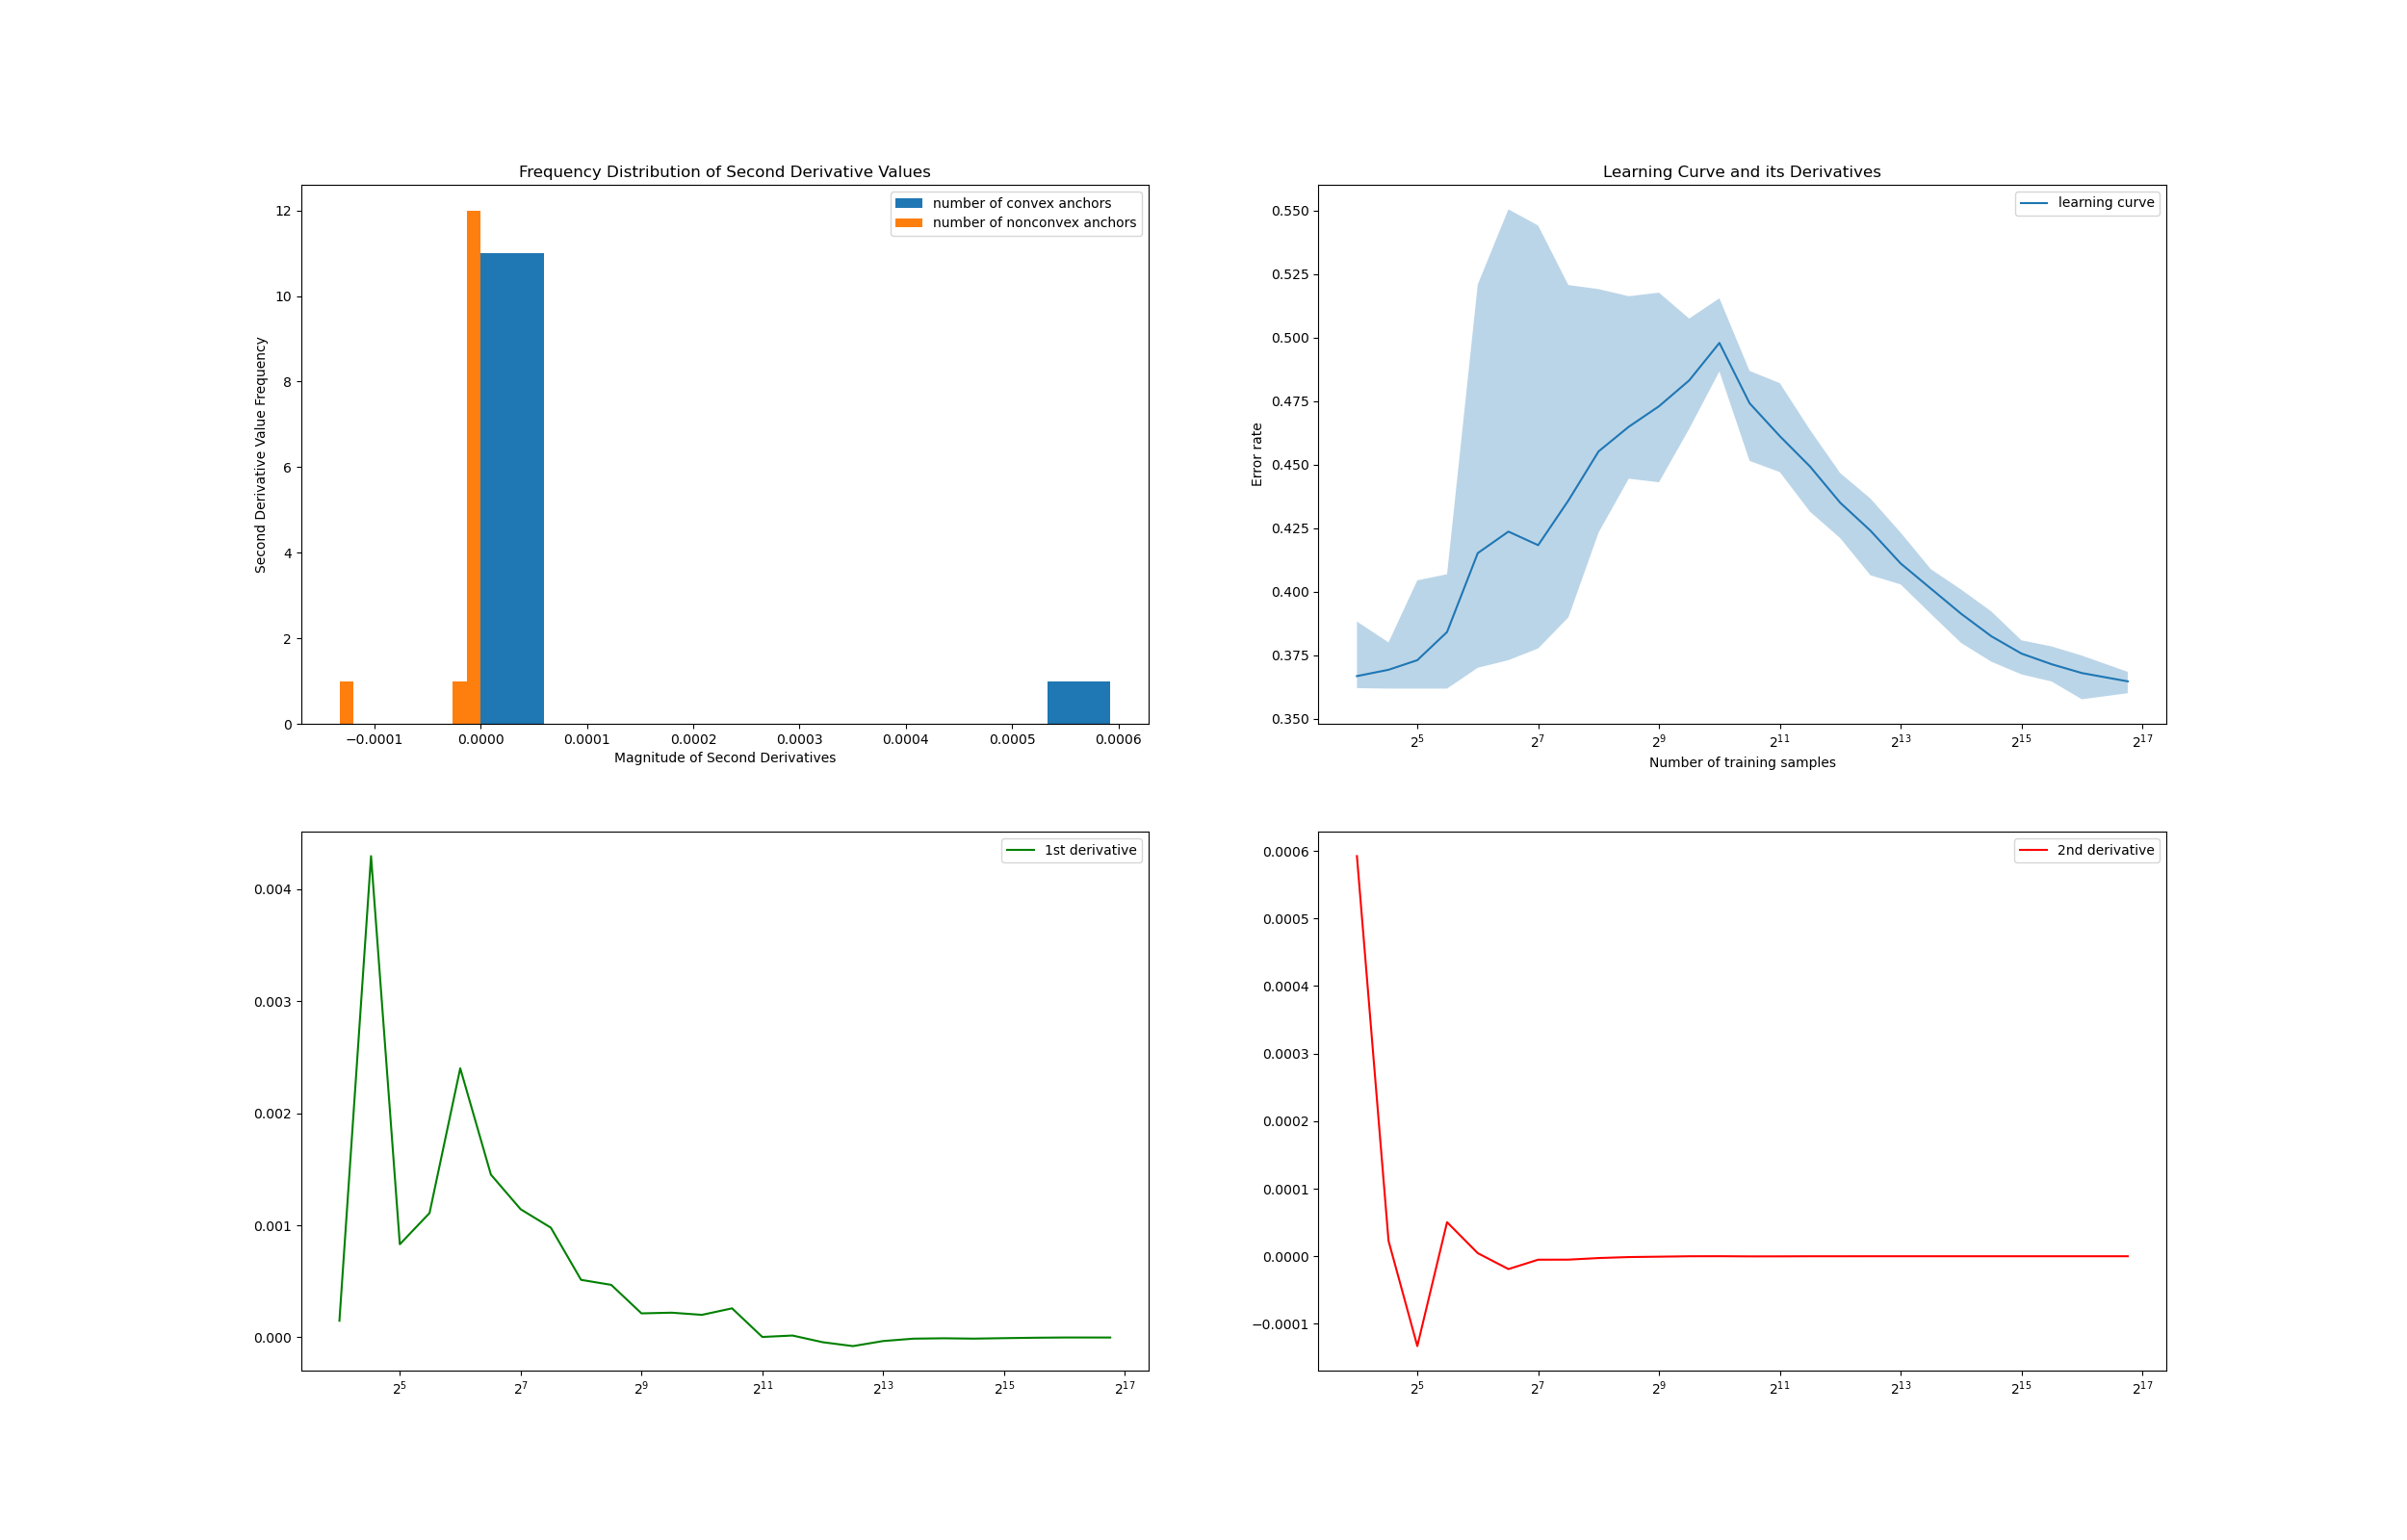 Frequency Distribution of Second Derivative Values
number of convex anchors
number of nonconvex anchors
12
10
8
6
4
2
0
Second Derivative Value Frequency
−0.0001 0.0000 0.0001 0.0002 0.0003 0.0004 0.0005 0.0006
Magnitude of Second Derivatives
Learning Curve and its Derivatives
learning curve
0.550
0.525
0.500
0.475
0.450
0.425
0.400
0.375
0.350
Error rate
2^5 2^7 2^9 2^11 2^13 2^15 2^17
Number of training samples
1st derivative
0.004
0.003
0.002
0.001
0.000
2^5 2^7 2^9 2^11 2^13 2^15 2^17
2nd derivative
0.0006
0.0005
0.0004
0.0003
0.0002
0.0001
0.0000
−0.0001
2^5 2^7 2^9 2^11 2^13 2^15 2^17